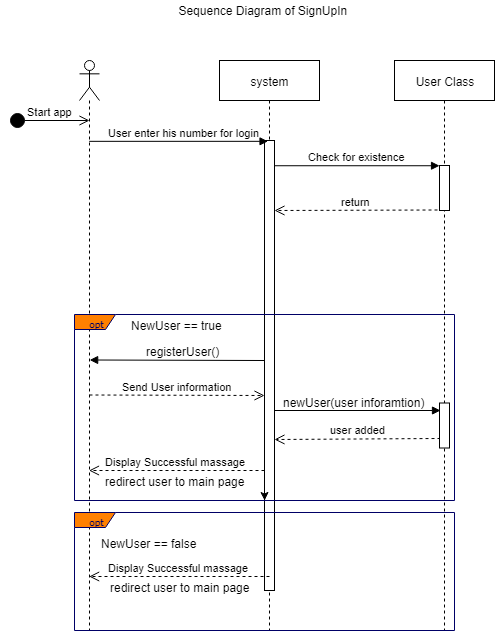 Sequence Diagram of SignUpIn
system
User Class
Start app
User enter his number for login
Check for existence
return
opt
NewUser == true
registerUser()
Send User information
newUser(user inforamtion)
user added
Display Successful massage
redirect user to main page
opt
NewUser == false
Display Successful massage
redirect user to main page